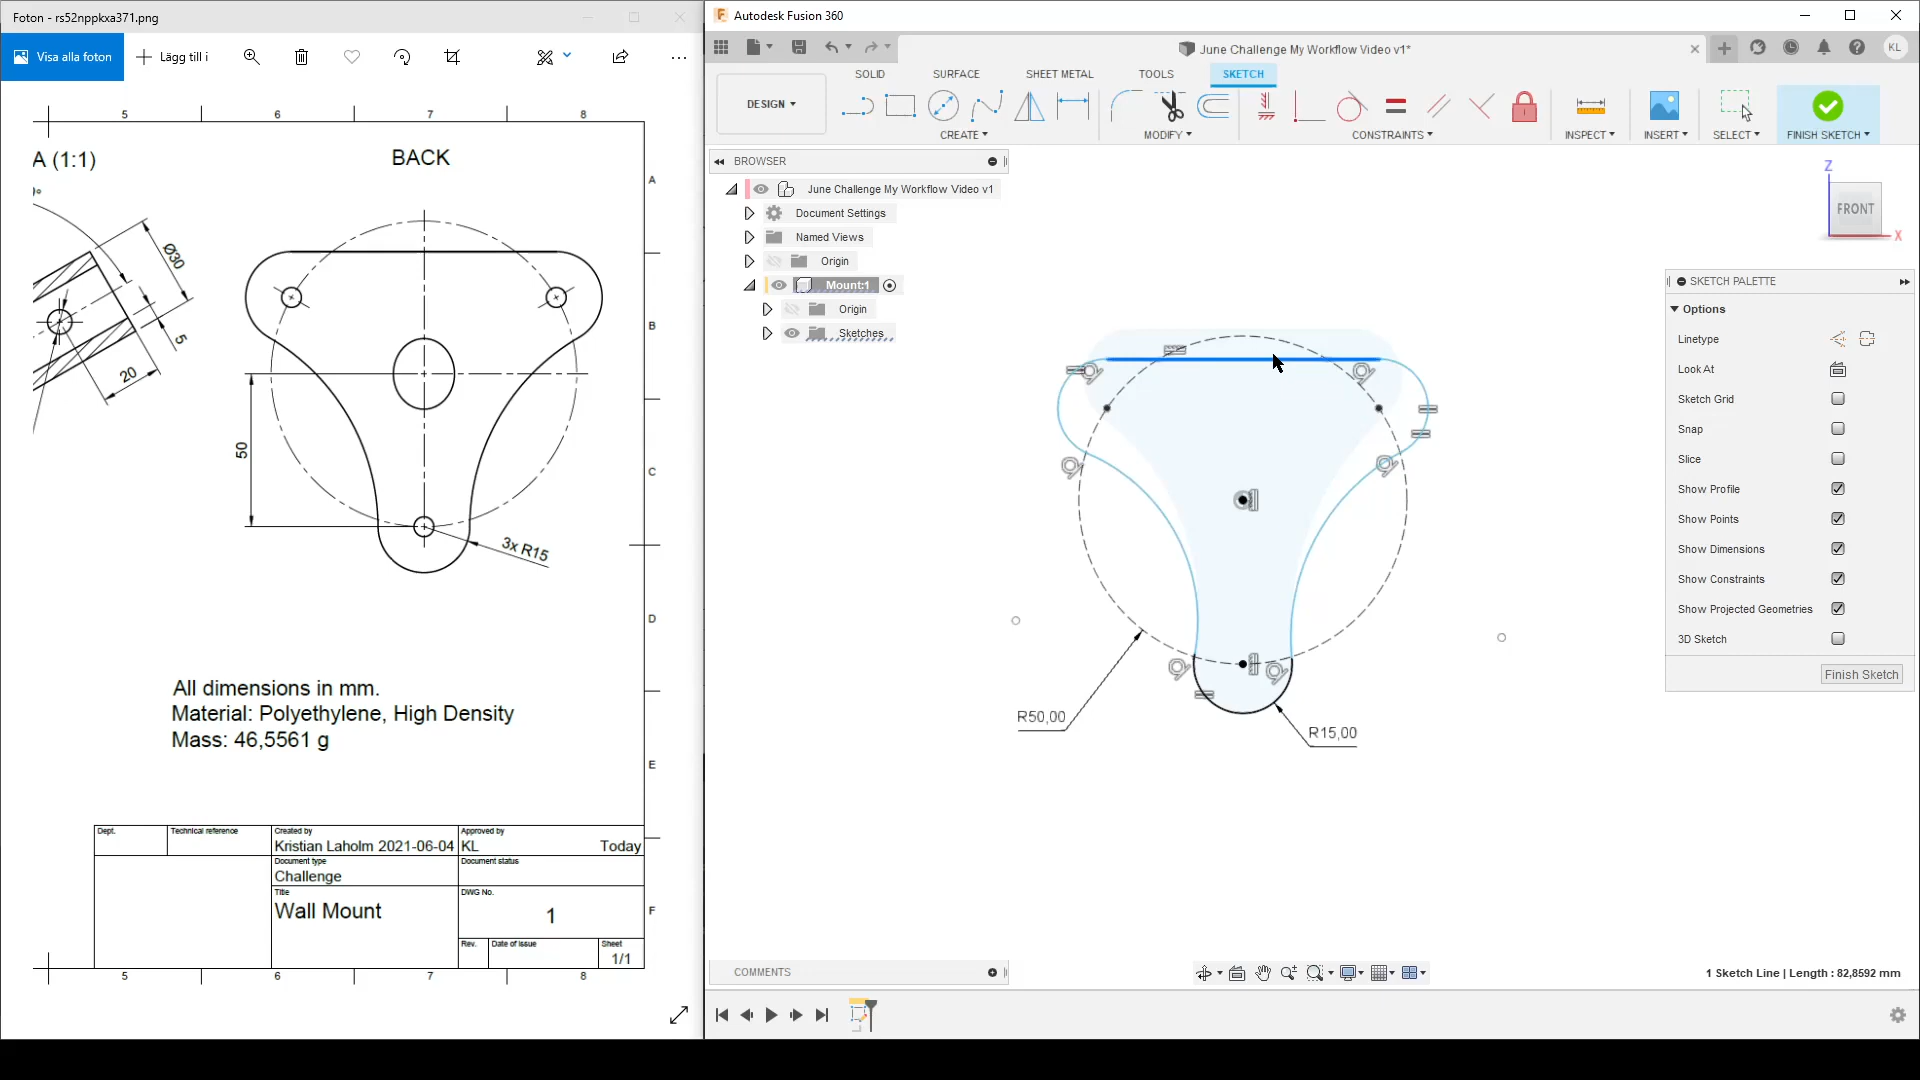 Foton - rs52nppkxa371.png
Visa alla foton
Lägg till i
5
6
7
8
A (1:1)
BACK
A
B
C
D
E
F
Ø30
5
20
50
3x R15
All dimensions in mm.
Material: Polyethylene, High Density
Mass: 46,5561 g
Dept.
Technical reference
Created by
Approved by
Kristian Laholm 2021-06-04
KL
Today
Document type
Document status
Challenge
Title
DWG No.
Wall Mount
1
Rev.
Date of issue
Sheet
1/1
5
6
7
8
Autodesk Fusion 360
June Challenge My Workflow Video v1*
KL
DESIGN
SOLID
SURFACE
SHEET METAL
TOOLS
SKETCH
CREATE
MODIFY
CONSTRAINTS
INSPECT
INSERT
SELECT
FINISH SKETCH
BROWSER
June Challenge My Workflow Video v1
Document Settings
Named Views
Origin
Mount:1
Origin
Sketches
Z
FRONT
X
R50,00
R15,00
SKETCH PALETTE
Options
Linetype
Look At
Sketch Grid
Snap
Slice
Show Profile
Show Points
Show Dimensions
Show Constraints
Show Projected Geometries
3D Sketch
Finish Sketch
COMMENTS
1 Sketch Line | Length : 82,8592 mm